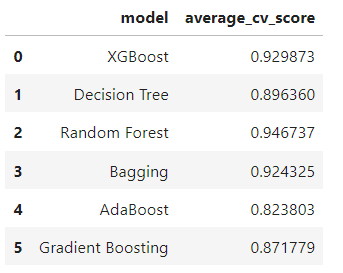 model average_cv_score
0 XGBoost 0.929873
1 Decision Tree 0.896360
2 Random Forest 0.946737
3 Bagging 0.924325
4 AdaBoost 0.823803
5 Gradient Boosting 0.871779